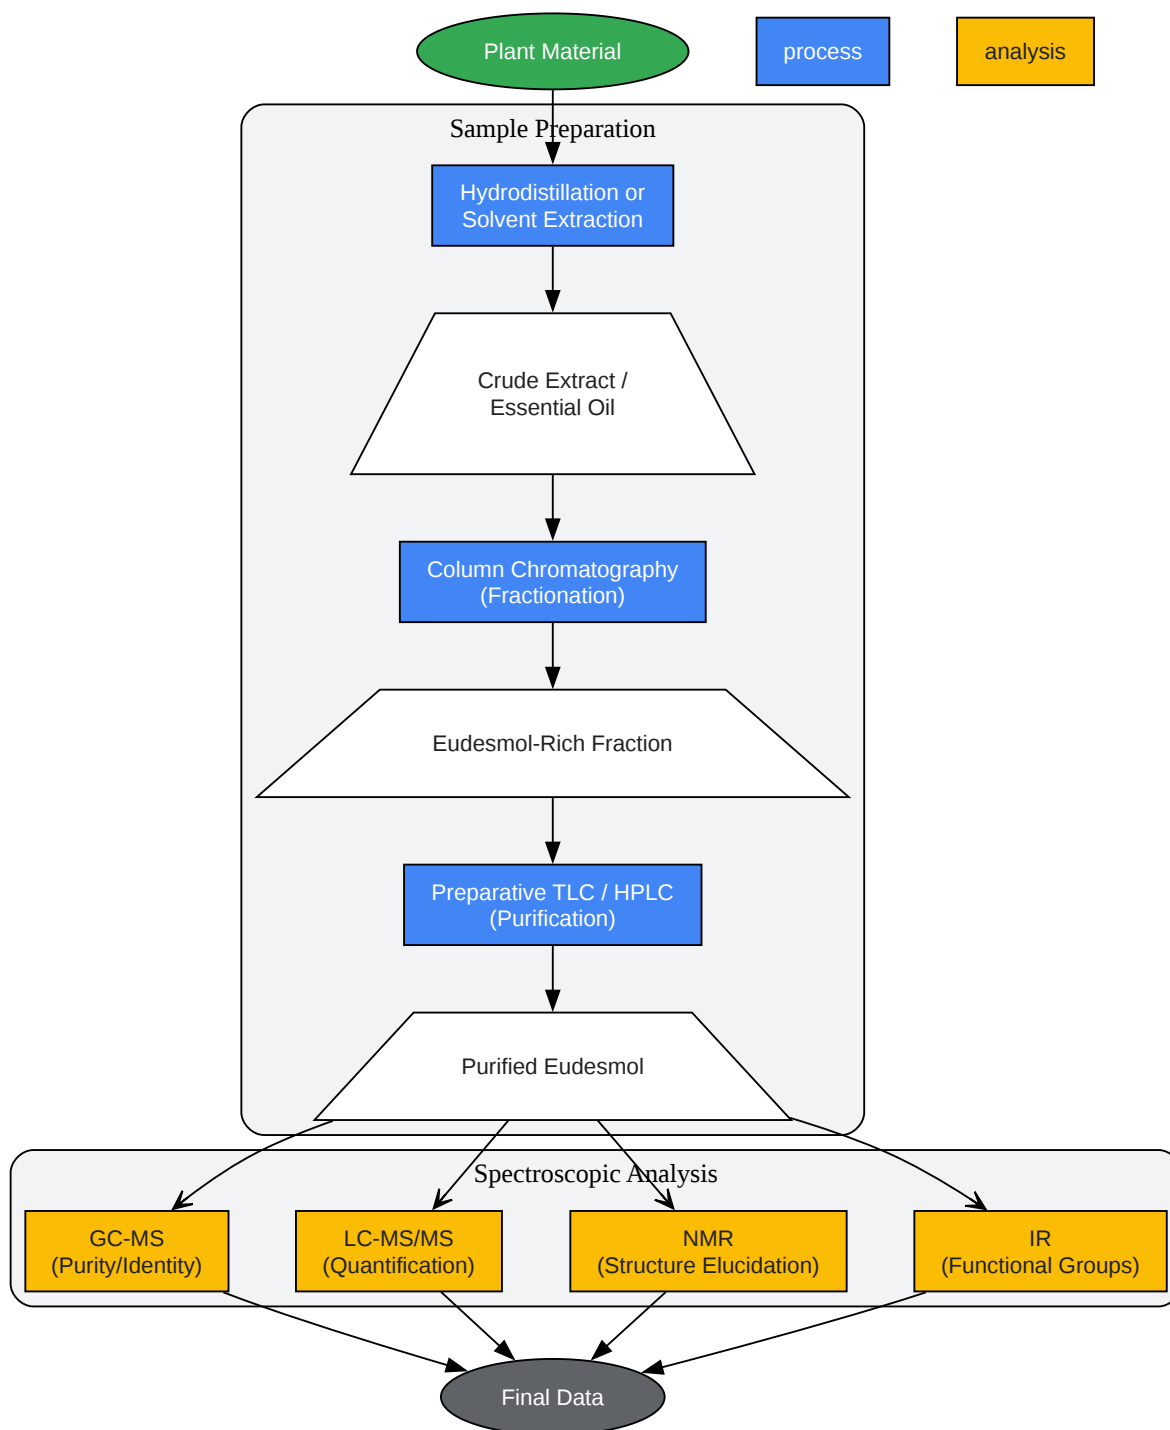 Plant Material
process
analysis
Sample Preparation
Hydrodistillation or
Solvent Extraction
Crude Extract /
Essential Oil
Column Chromatography
(Fractionation)
Eudesmol-Rich Fraction
Preparative TLC / HPLC
(Purification)
Purified Eudesmol
Spectroscopic Analysis
GC-MS
(Purity/Identity)
LC-MS/MS
(Quantification)
NMR
(Structure Elucidation)
IR
(Functional Groups)
Final Data